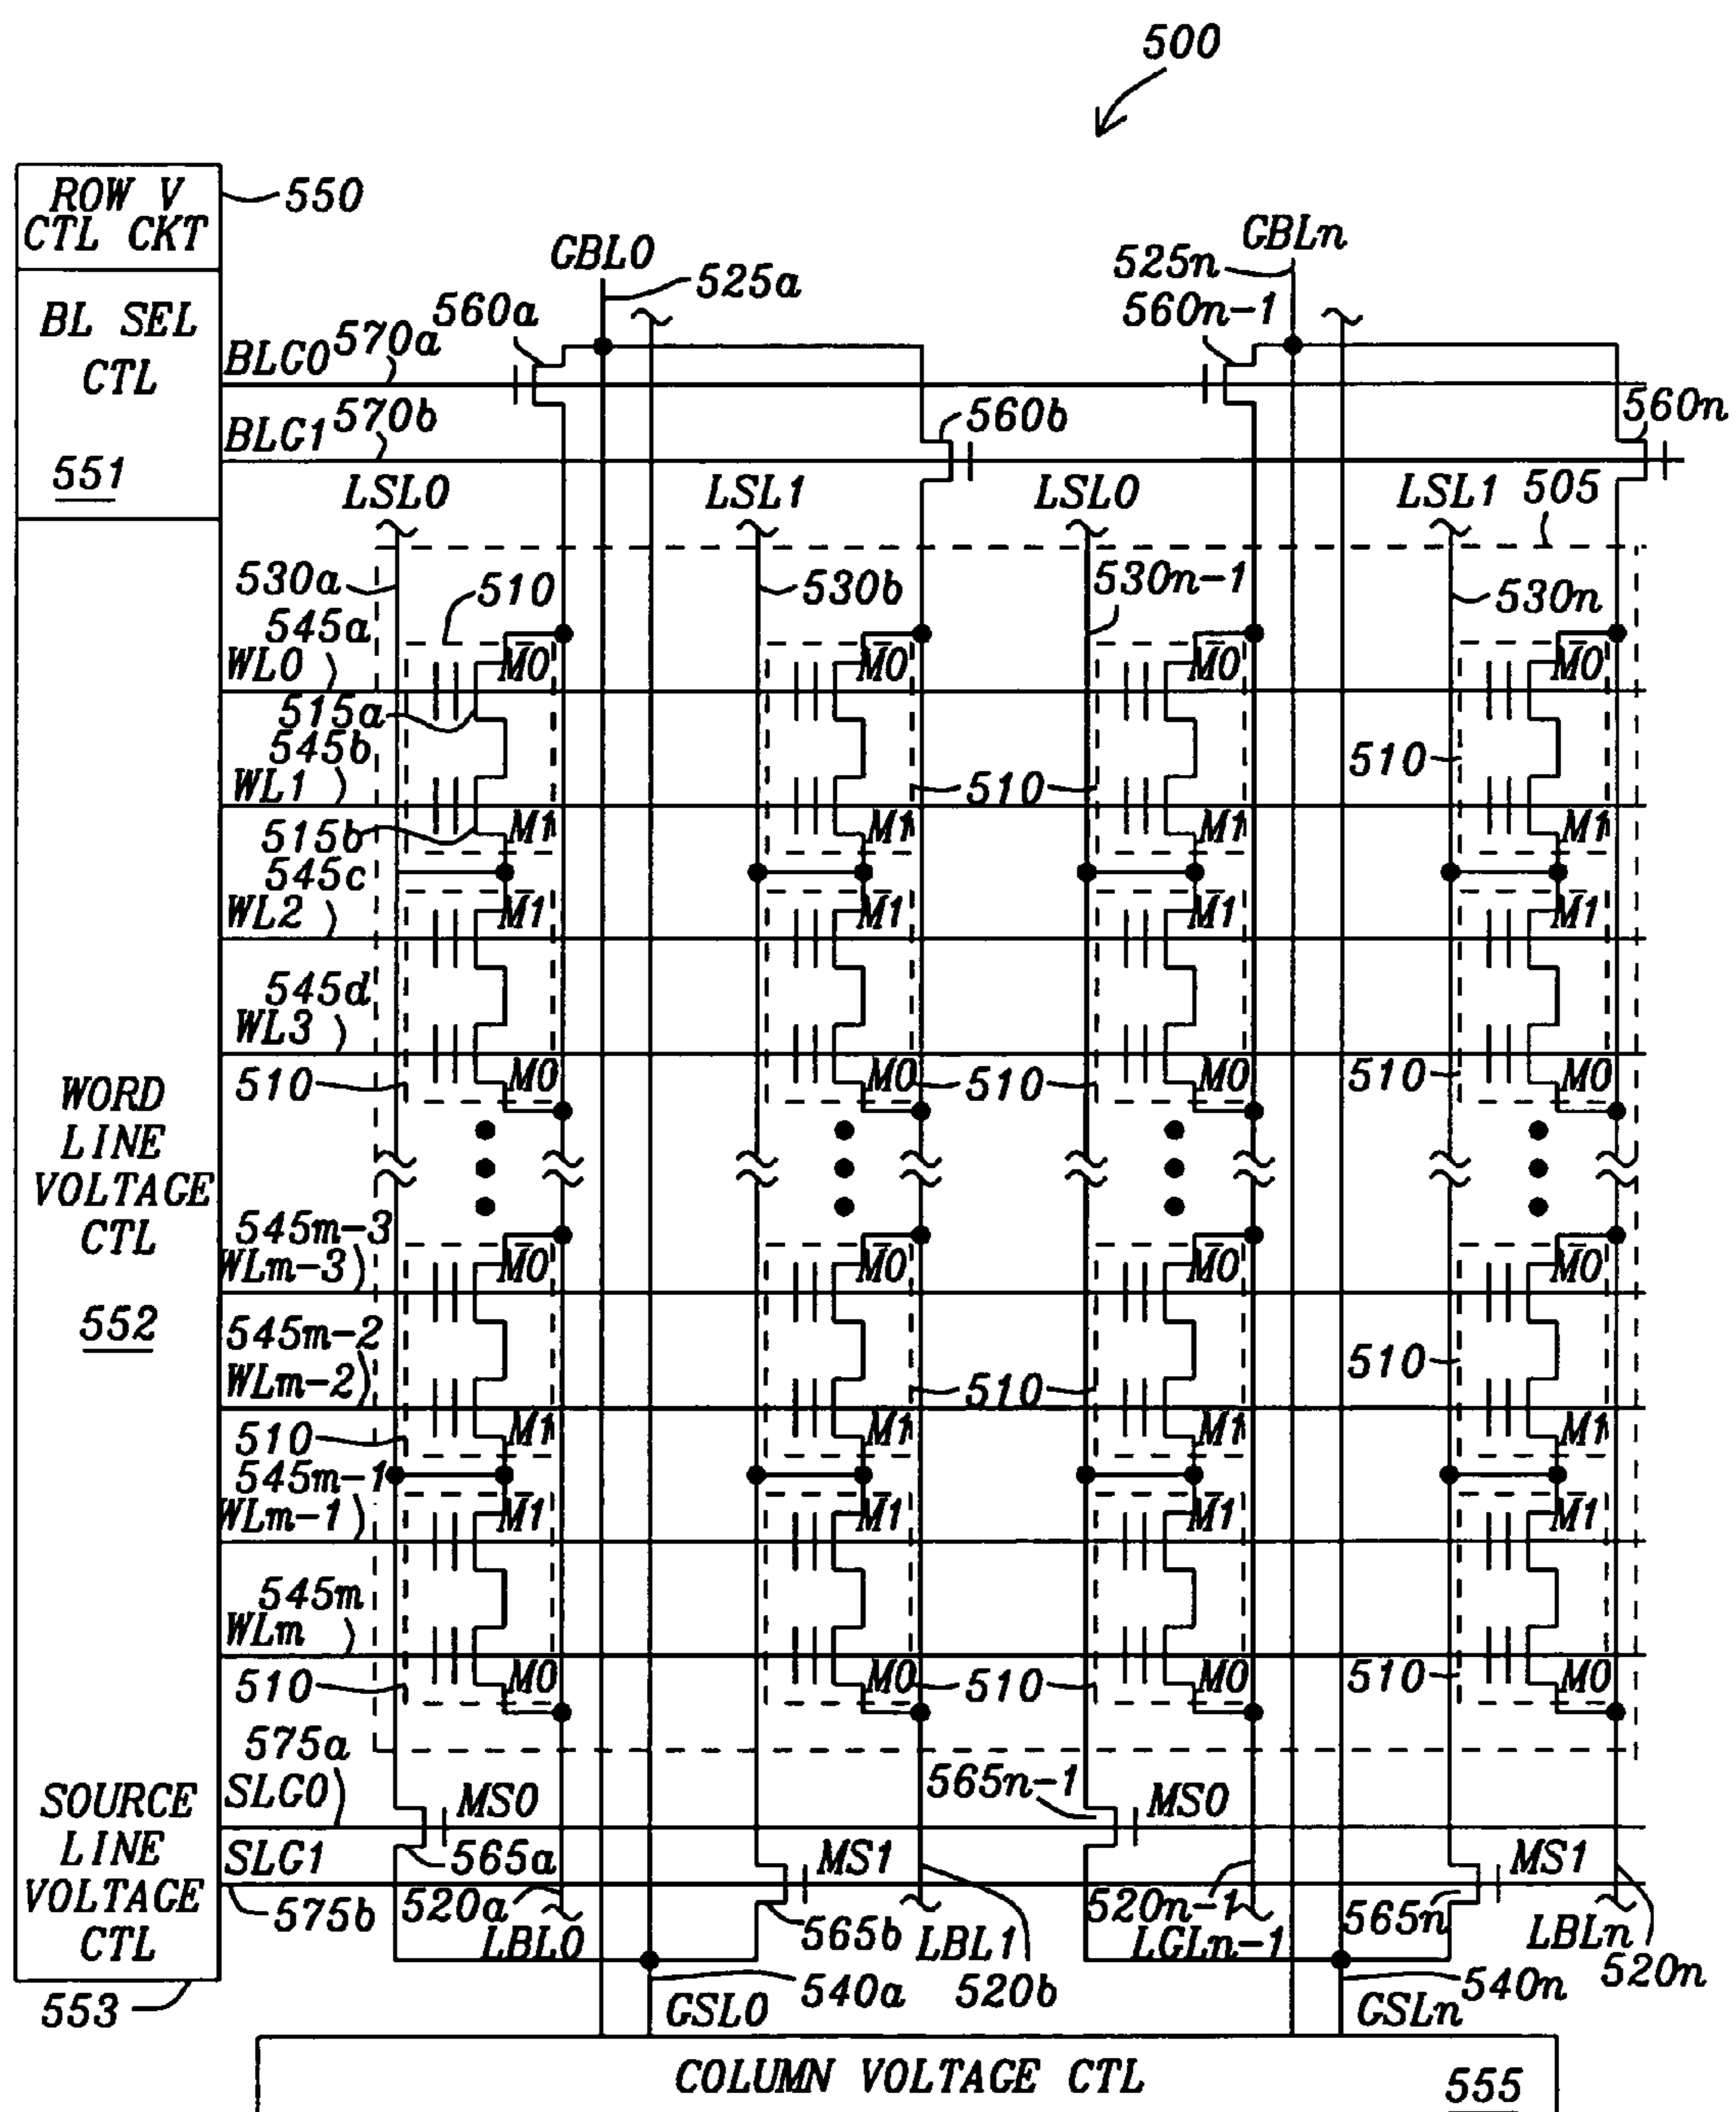 500
ROW V
CTL CKT
550
BL SEL
CTL
551
GBL0
525a
GBLn
525n
560a
560n-1
BLG0
570a
BLG1
570b
560b
560n
LSL0
LSL1
LSL0
LSL1
505
530a
510
530b
530n-1
530n
545a
WL0
M0
M0
M0
M0
515a
545b
WL1
510
510
M1
M1
M1
M1
515b
545c
WL2
M1
M1
M1
M1
545d
WL3
510
M0
M0
510
M0
510
M0
WORD
LINE
VOLTAGE
CTL
552
545m-3
WLm-3
M0
M0
M0
M0
545m-2
WLm-2
510
510
510
M1
M1
M1
M1
545m-1
WLm-1
M1
M1
M1
M1
545m
WLm
510
M0
M0
510
M0
510
M0
575a
SLG0
MS0
565n-1
MS0
SOURCE
LINE
VOLTAGE
CTL
SLG1
565a
MS1
MS1
575b
520a
LBL0
565b
LBL1
520n-1
LGLn-1
565n
LBLn
553
GSL0
540a
520b
GSLn
540n
520n
COLUMN VOLTAGE CTL
555